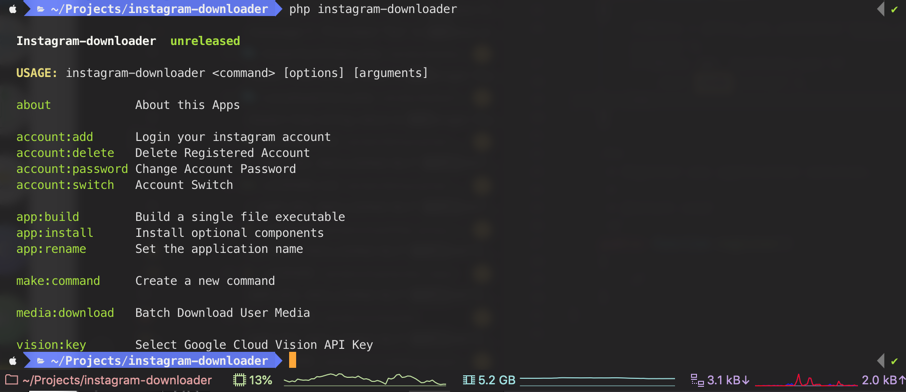 ~/Projects/instagram-downloader php instagram-downloader ✔
Instagram-downloader unreleased
USAGE: instagram-downloader <command> [options] [arguments]
about About this Apps
account:add Login your instagram account
account:delete Delete Registered Account
account:password Change Account Password
account:switch Account Switch
app:build Build a single file executable
app:install Install optional components
app:rename Set the application name
make:command Create a new command
media:download Batch Download User Media
vision:key Select Google Cloud Vision API Key
~/Projects/instagram-downloader ✔
~/Projects/instagram-downloader 13% 5.2 GB 3.1 kB↓ 2.0 kB↑